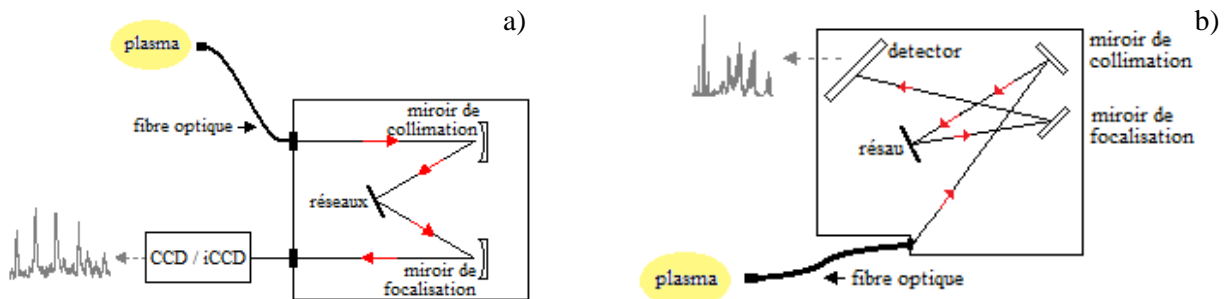 a)
plasma
fibre optique
miroir de
collimation
réseaux
CCD / iCCD
miroir de
focalisation
b)
detector
miroir de
collimation
miroir de
focalisation
résau
plasma
fibre optique